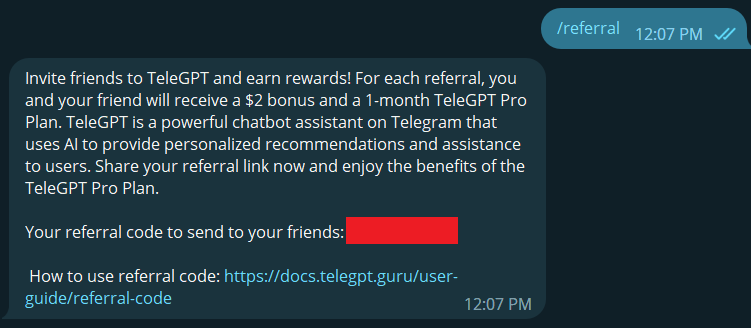 /referral
12:07 PM
Invite friends to TeleGPT and earn rewards! For each referral, you
and your friend will receive a $2 bonus and a 1-month TeleGPT Pro
Plan. TeleGPT is a powerful chatbot assistant on Telegram that
uses AI to provide personalized recommendations and assistance
to users. Share your referral link now and enjoy the benefits of the
TeleGPT Pro Plan.
Your referral code to send to your friends:
How to use referral code: https://docs.telegpt.guru/user-
guide/referral-code
12:07 PM